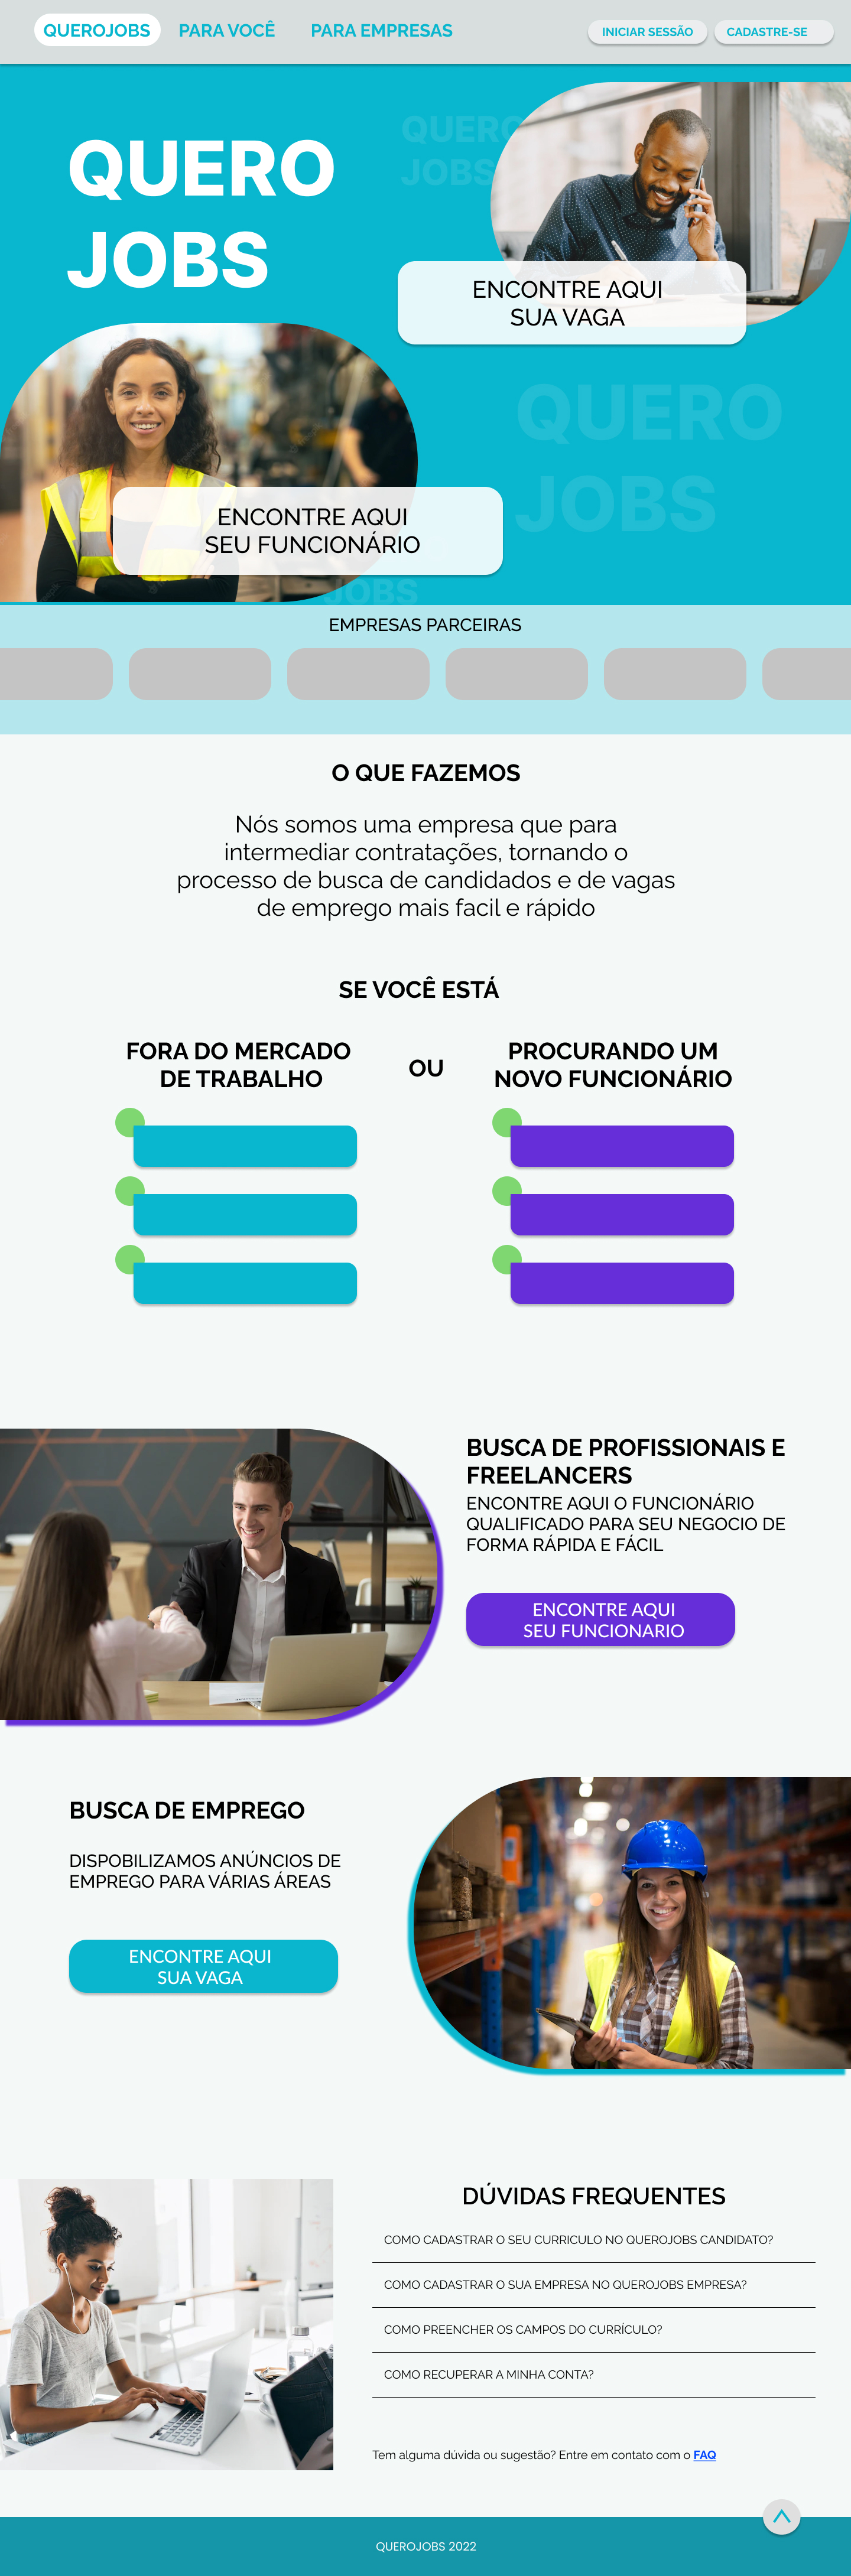 QUEROJOBS
PARA VOCÊ
PARA EMPRESAS
INICIAR SESSÃO
CADASTRE-SE
QUERO
JOBS
QUERO
JOBS
ENCONTRE AQUI
SUA VAGA
QUERO
JOBS
ENCONTRE AQUI
SEU FUNCIONÁRIO
JOBS
EMPRESAS PARCEIRAS
O QUE FAZEMOS
Nós somos uma empresa que para
intermediar contratações, tornando o
processo de busca de candidados e de vagas
de emprego mais facil e rápido
SE VOCÊ ESTÁ
FORA DO MERCADO
DE TRABALHO
OU
PROCURANDO UM
NOVO FUNCIONÁRIO
BUSCA DE PROFISSIONAIS E
FREELANCERS
ENCONTRE AQUI O FUNCIONÁRIO
QUALIFICADO PARA SEU NEGOCIO DE
FORMA RÁPIDA E FÁCIL
ENCONTRE AQUI
SEU FUNCIONARIO
BUSCA DE EMPREGO
DISPOBILIZAMOS ANÚNCIOS DE
EMPREGO PARA VÁRIAS ÁREAS
ENCONTRE AQUI
SUA VAGA
DÚVIDAS FREQUENTES
COMO CADASTRAR O SEU CURRICULO NO QUEROJOBS CANDIDATO?
COMO CADASTRAR O SUA EMPRESA NO QUEROJOBS EMPRESA?
COMO PREENCHER OS CAMPOS DO CURRÍCULO?
COMO RECUPERAR A MINHA CONTA?
Tem alguma dúvida ou sugestão? Entre em contato com o FAQ
QUEROJOBS 2022